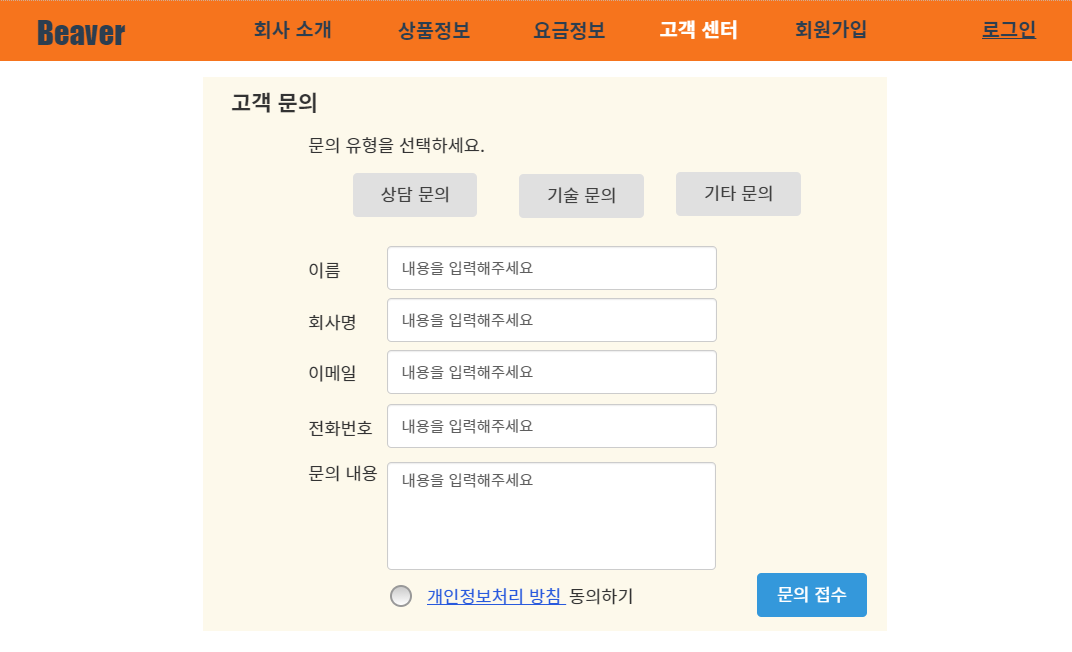 Beaver 회사 소개 상품정보 요금정보 고객 센터 회원가입 로그인
고객 문의
문의 유형을 선택하세요.
상담 문의 기술 문의 기타 문의
이름 내용을 입력해주세요
회사명 내용을 입력해주세요
이메일 내용을 입력해주세요
전화번호 내용을 입력해주세요
문의 내용 내용을 입력해주세요
개인정보처리 방침 동의하기
문의 접수